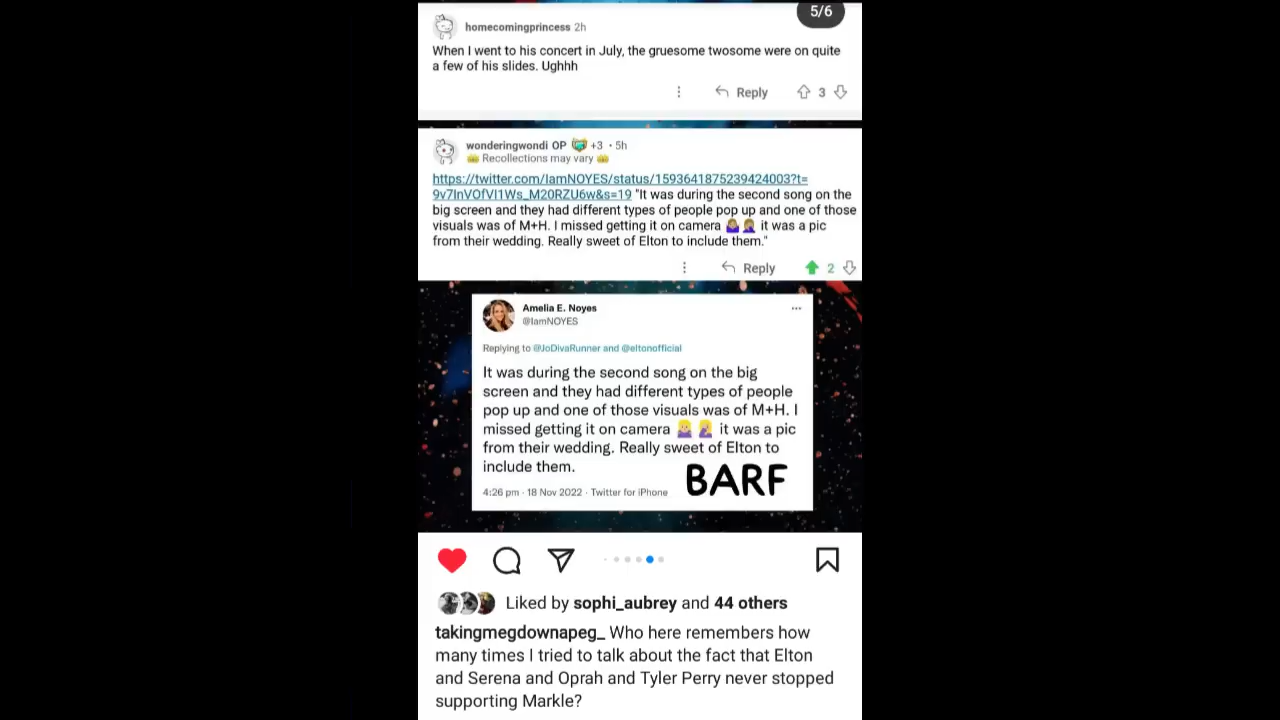 5/6
homecomingprincess 2h
When I went to his concert in July, the gruesome twosome were on quite
a few of his slides. Ughhh
Reply 3
wonderingwondi OP +3 · 5h
Recollections may vary
https://twitter.com/IamNOYES/status/1593641875239424003?t=
9v7lnVOfVl1Ws_M20RZU6w&s=19 "It was during the second song on the
big screen and they had different types of people pop up and one of those
visuals was of M+H. I missed getting it on camera 🤷🏼‍♀️ 🤦🏼‍♀️ it was a pic
from their wedding. Really sweet of Elton to include them."
Reply 2
Amelia E. Noyes
@IamNOYES
Replying to @JoDivaRunner and @eltonofficial
It was during the second song on the big
screen and they had different types of people
pop up and one of those visuals was of M+H. I
missed getting it on camera 🤷🏼‍♀️ 🤦🏼‍♀️ it was a pic
from their wedding. Really sweet of Elton to
include them.
BARF
4:26 pm · 18 Nov 2022 · Twitter for iPhone
Liked by sophi_aubrey and 44 others
takingmegdownapeg_ Who here remembers how
many times I tried to talk about the fact that Elton
and Serena and Oprah and Tyler Perry never stopped
supporting Markle?